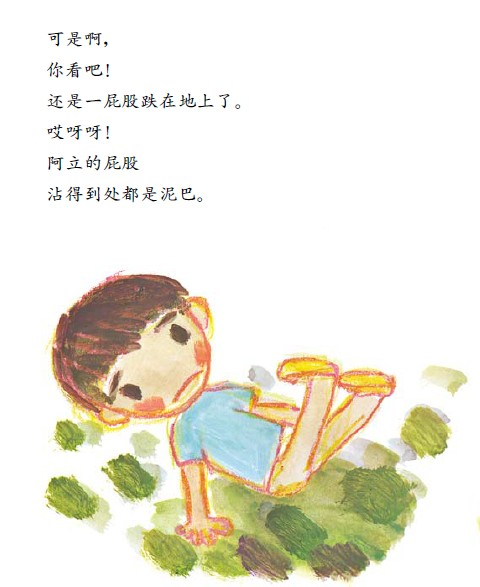 可是啊，
你看吧！
还是一屁股跌在地上了。
哎呀呀！
阿立的屁股
沾得到处都是泥巴。